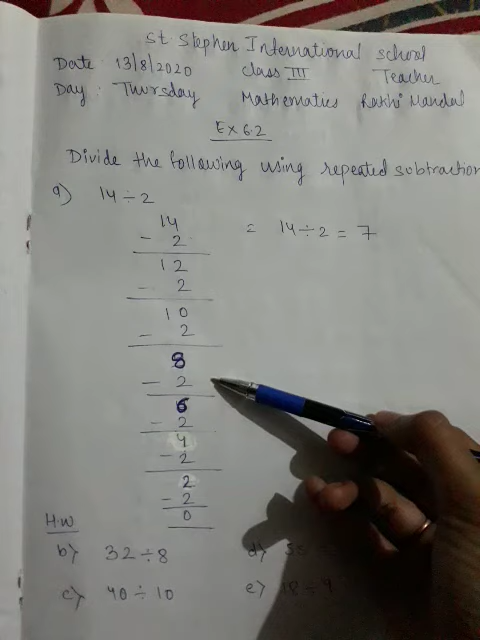 St Stephen International school
Date : 13/8/2020 class III Teacher
Day : Thursday Mathematics Rakhi Mandal
Ex 6.2
Divide the following using repeated subtraction
a) 14 ÷ 2
14 = 14 ÷ 2 = 7
- 2
12
- 2
10
- 2
8
- 2
6
- 2
4
- 2
2
- 2
0
H.W
b) 32 ÷ 8 d)
c) 40 ÷ 10 e) 18 ÷